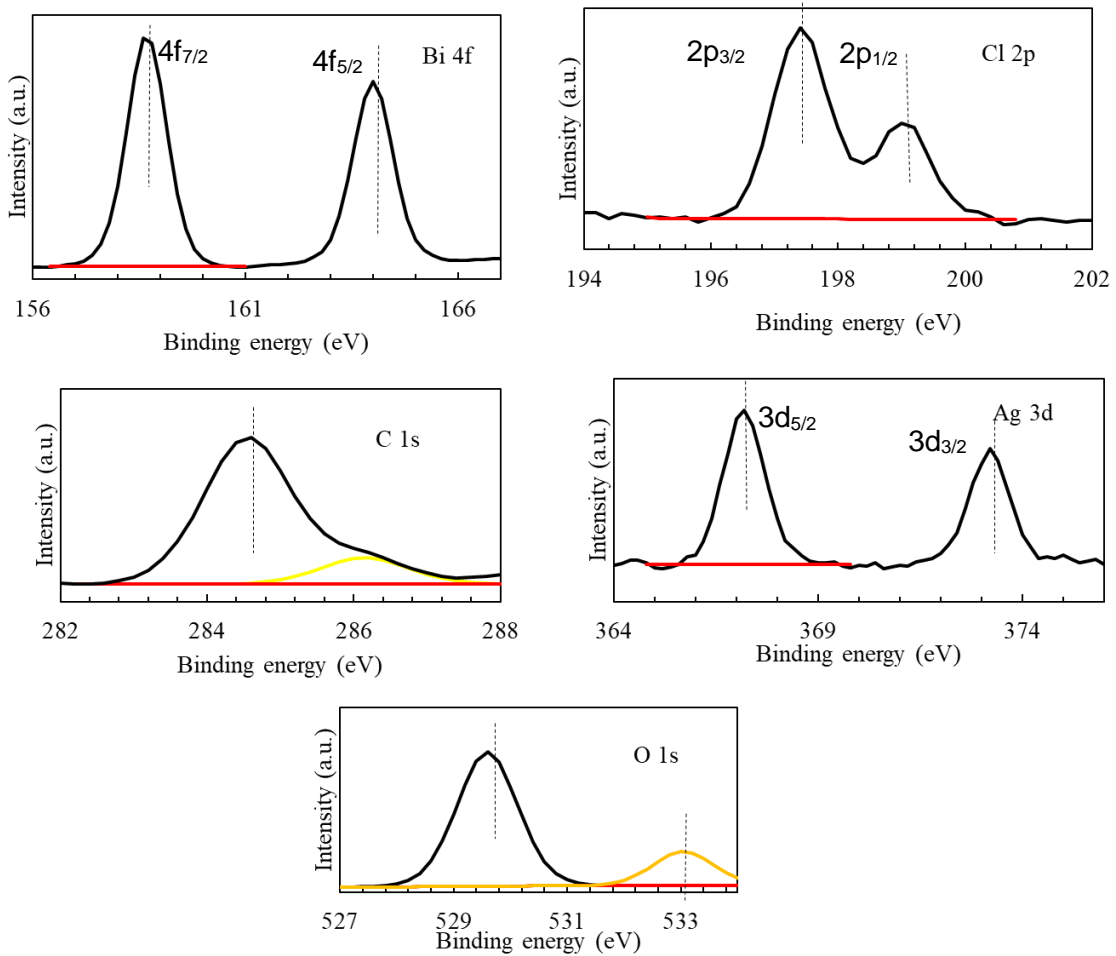 4f7/2
4f5/2
Bi 4f
Intensity (a.u.)
156
161
166
Binding energy (eV)
2p3/2
2p1/2
Cl 2p
Intensity (a.u.)
194
196
198
200
202
Binding energy (eV)
C 1s
Intensity (a.u.)
282
284
286
288
Binding energy (eV)
3d5/2
3d3/2
Ag 3d
Intensity (a.u.)
364
369
374
Binding energy (eV)
O 1s
Intensity (a.u.)
527
529
531
533
Binding energy (eV)